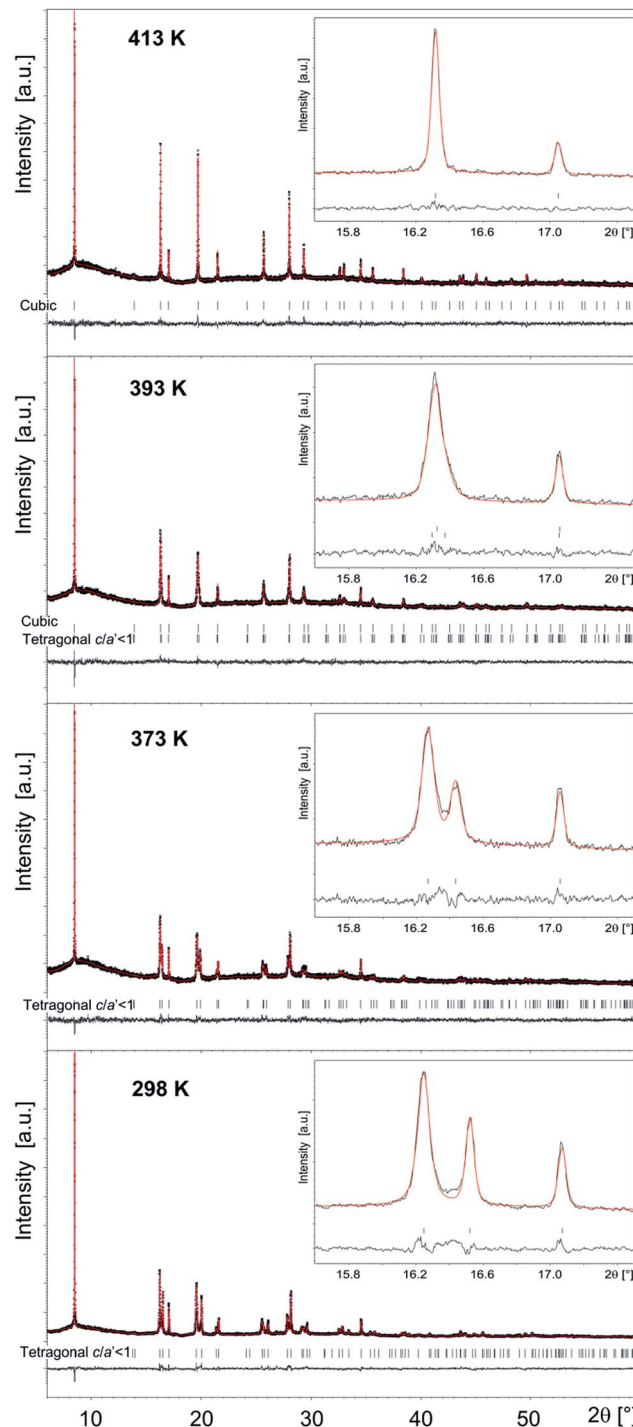 413 K
Intensity [a.u.]
Intensity [a.u.]
15.8 16.2 16.6 17.0 2θ [°]
Cubic
393 K
Intensity [a.u.]
Intensity [a.u.]
15.8 16.2 16.6 17.0 2θ [°]
Cubic
Tetragonal c/a'<1
373 K
Intensity [a.u.]
Intensity [a.u.]
15.8 16.2 16.6 17.0 2θ [°]
Tetragonal c/a'<1
298 K
Intensity [a.u.]
Intensity [a.u.]
15.8 16.2 16.6 17.0 2θ [°]
Tetragonal c/a'<1
10 20 30 40 50 2θ [°]